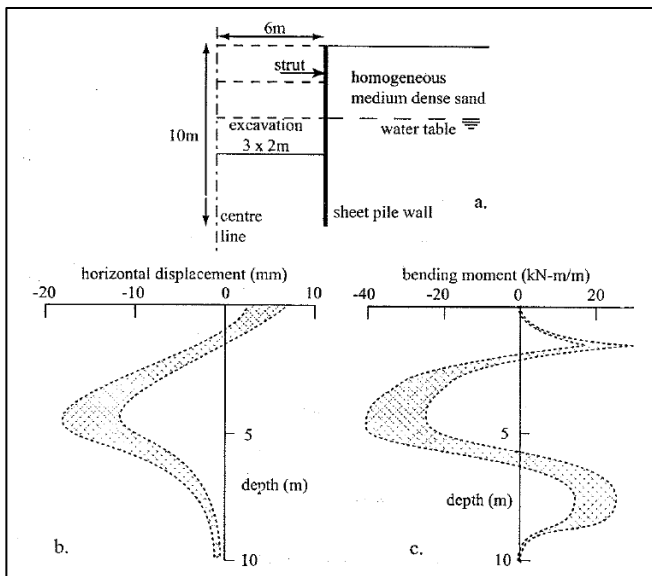 6m
strut
homogeneous
medium dense sand
10m
excavation
water table
3 x 2m
a.
centre
line
sheet pile wall
horizontal displacement (mm)
-20 -10 0 10
5
depth (m)
10
b.
bending moment (kN-m/m)
-40 -20 0 20
5
depth (m)
10
c.